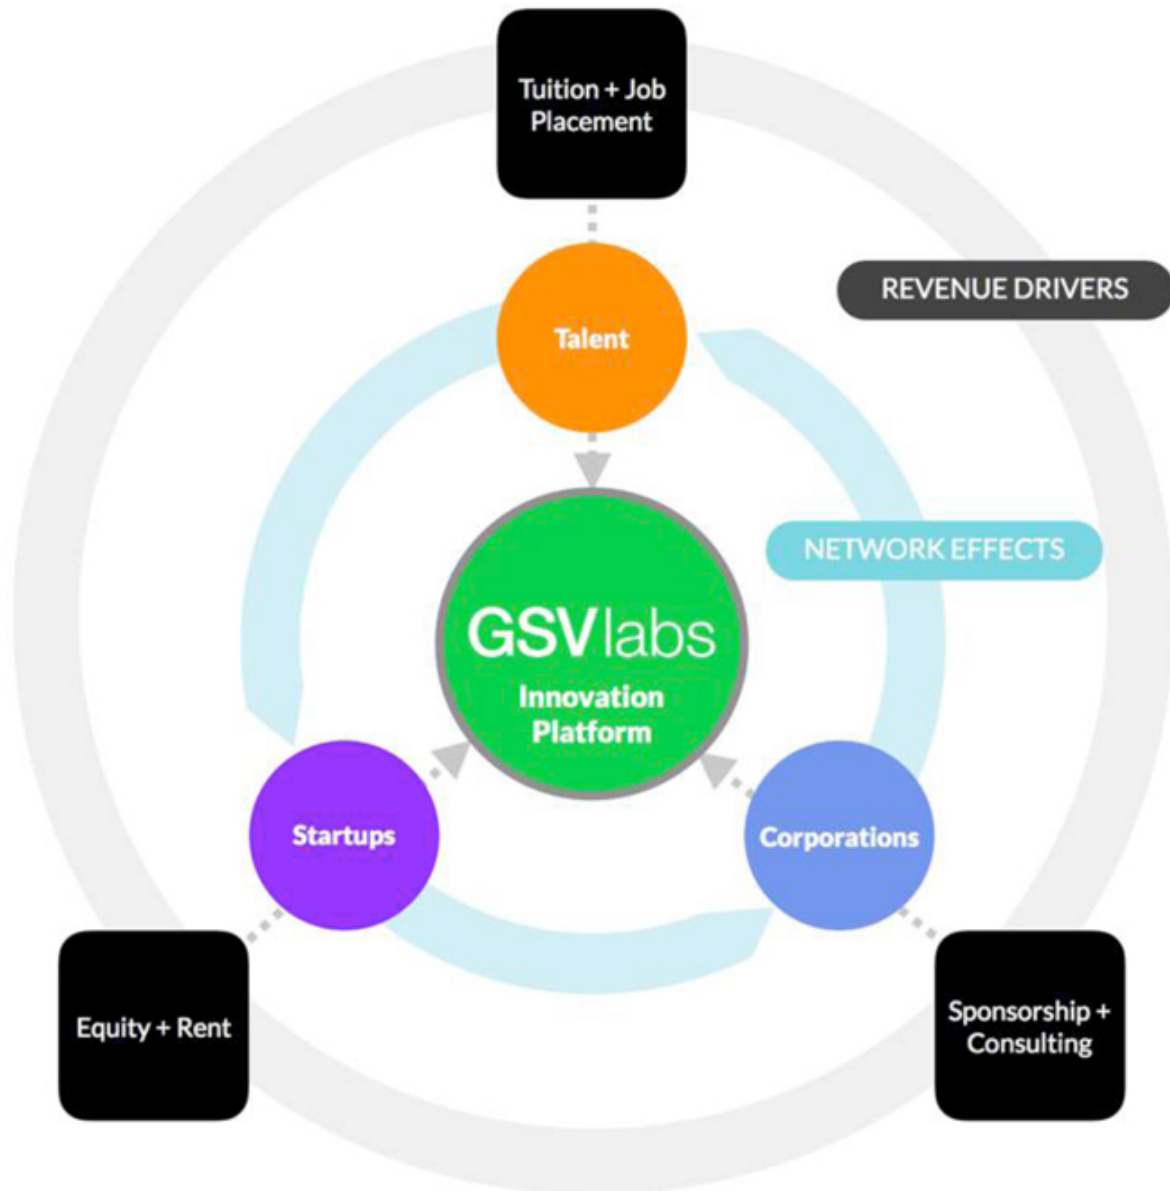 Tuition + Job
Placement
REVENUE DRIVERS
Talent
NETWORK EFFECTS
GSVlabs
Innovation
Platform
Startups
Corporations
Equity + Rent
Sponsorship +
Consulting